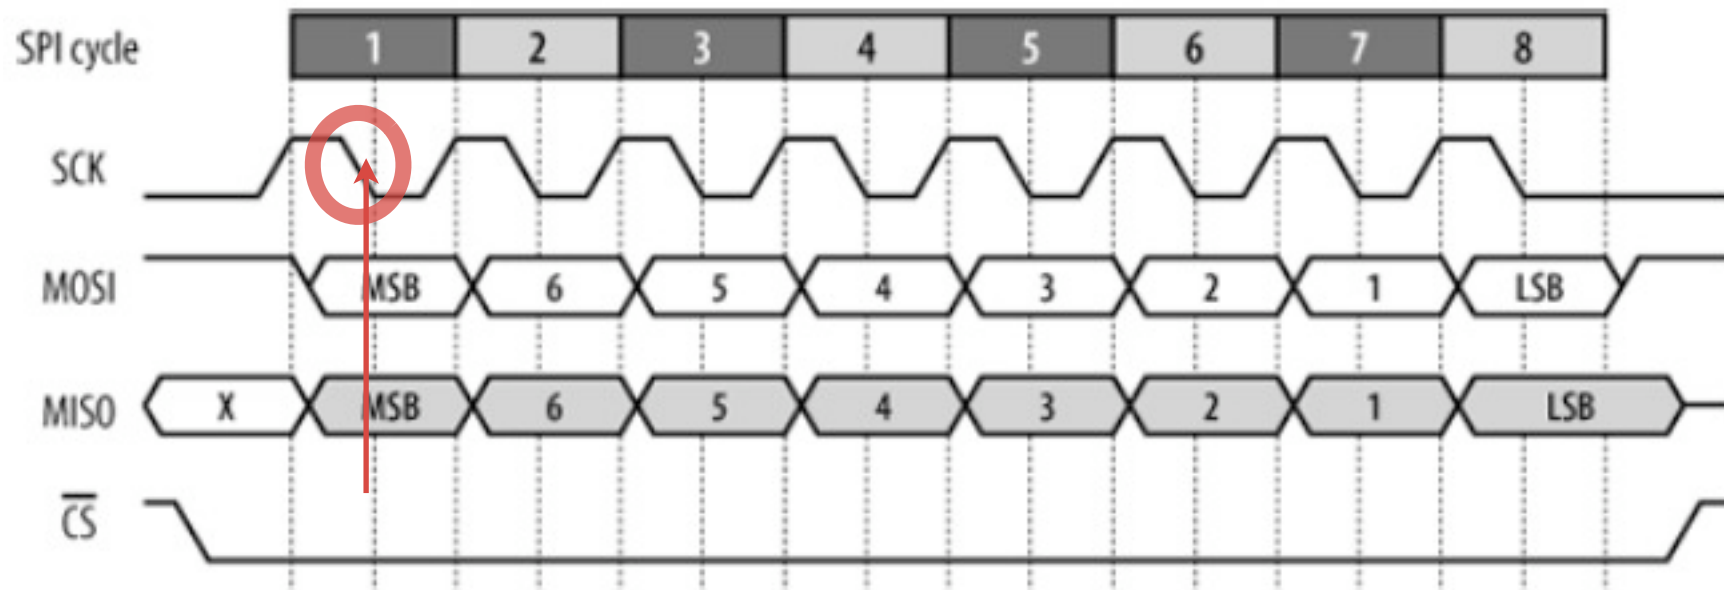 SPI cycle 1 2 3 4 5 6 7 8
SCK
MOSI MSB 6 5 4 3 2 1 LSB
MISO X MSB 6 5 4 3 2 1 LSB
CS